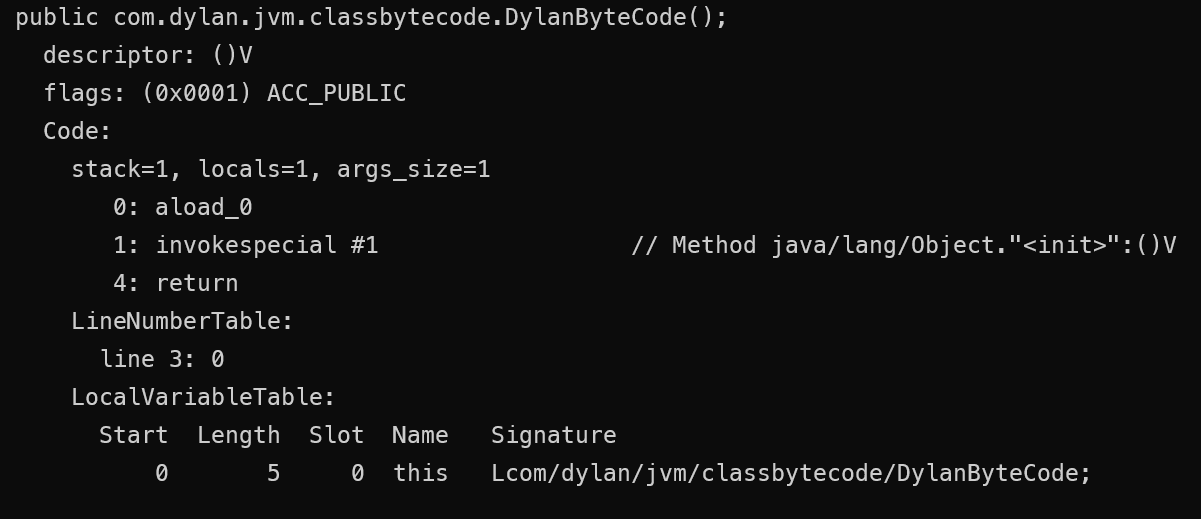 public com.dylan.jvm.classbytecode.DylanByteCode();
  descriptor: ()V
  flags: (0x0001) ACC_PUBLIC
  Code:
    stack=1, locals=1, args_size=1
       0: aload_0
       1: invokespecial #1                  // Method java/lang/Object."<init>":()V
       4: return
    LineNumberTable:
      line 3: 0
    LocalVariableTable:
      Start  Length  Slot  Name   Signature
          0       5     0  this   Lcom/dylan/jvm/classbytecode/DylanByteCode;